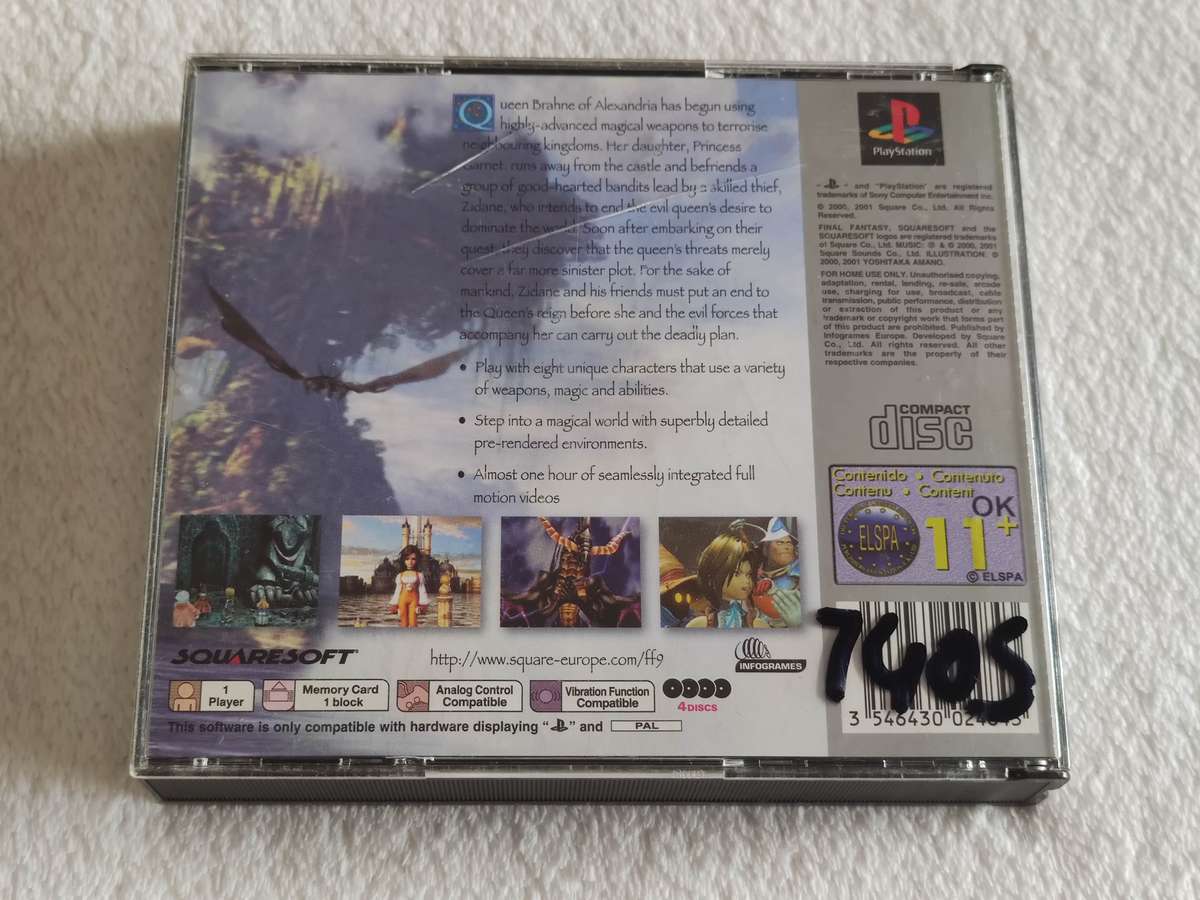 Queen Brahne of Alexandria has begun using
highly-advanced magical weapons to terrorise
neighbouring kingdoms. Her daughter, Princess
Garnet, runs away from the castle and befriends a
group of good-hearted bandits lead by a skilled thief,
Zidane, who intends to end the evil queen's desire to
dominate the world. Soon after embarking on their
quest, they discover that the queen's threats merely
cover a far more sinister plot. For the sake of
mankind, Zidane and his friends must put an end to
the Queen's reign before she and the evil forces that
accompany her can carry out the deadly plan.
• Play with eight unique characters that use a variety
of weapons, magic and abilities.
• Step into a magical world with superbly detailed
pre-rendered environments.
• Almost one hour of seamlessly integrated full
motion videos
SQUARESOFT®
http://www.square-europe.com/ff9
INFOGRAMES
1 Player
Memory Card
1 block
Analog Control
Compatible
Vibration Function
Compatible
4 DISCS
This software is only compatible with hardware displaying " " and PAL
PlayStation
" " and "PlayStation" are registered
trademarks of Sony Computer Entertainment Inc.
© 2000, 2001 Square Co., Ltd. All Rights
Reserved.
FINAL FANTASY, SQUARESOFT and the
SQUARESOFT logos are registered trademarks
of Square Co., Ltd. MUSIC: ℗ & © 2000, 2001
Square Sounds Co., Ltd. ILLUSTRATION: ©
2000, 2001 YOSHITAKA AMANO.
FOR HOME USE ONLY. Unauthorised copying,
adaptation, rental, lending, re-sale, arcade
use, charging for use, broadcast, cable
transmission, public performance, distribution
or extraction of this product or any
trademark or copyright work that forms part
of this product are prohibited. Published by
Infogrames Europe. Developed by Square
Co., Ltd. All rights reserved. All other
trademarks are the property of their
respective companies.
COMPACT
disc
Contenido • Contenuto
Contenu • Content
OK
ELSPA
11+
© ELSPA
3 546430